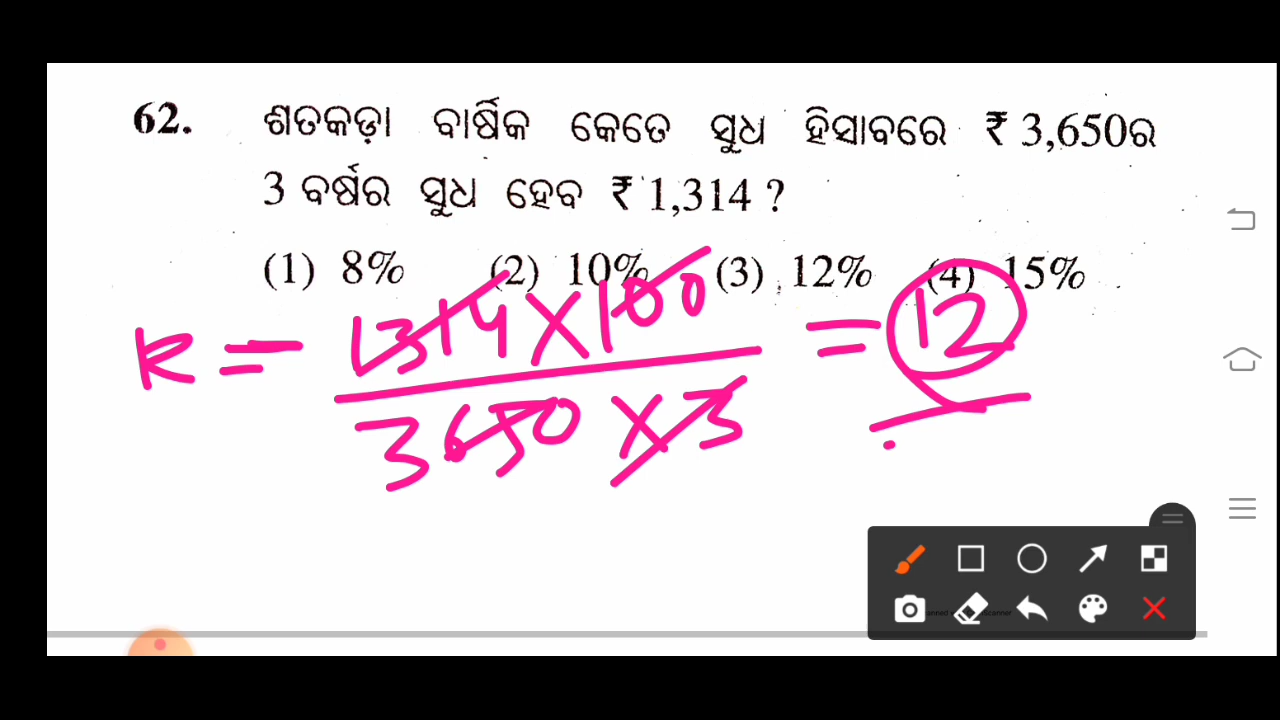 62. ଶତକଡ଼ା ବାର୍ଷିକ କେତେ ସୁଧ ହିସାବରେ ₹ 3,650ର
3 ବର୍ଷର ସୁଧ ହେବ ₹ 1,314 ?
(1) 8% (2) 10% (3) 12% (4) 15%
R = 1314 X 100 = 12
3650 X 3